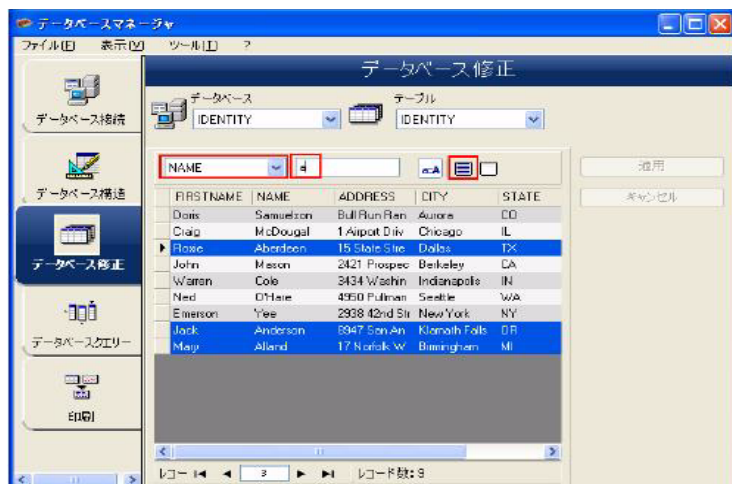 データベースマネージャ
ファイル(F) 表示(V) ツール(T) ?
データベース修正
データベース接続
データベース構造
データベース修正
データベースクエリー
印刷
データベース
IDENTITY
テーブル
IDENTITY
NAME a
a:A
適用
キャンセル
FIRSTNAME NAME ADDRESS CITY STATE
Doris Samuelson Bull Run Ran Aurora CO
Craig McDougal 1 Airport Driv Chicago IL
Roxie Aberdeen 15 State Stre Dallas TX
John Mason 2421 Prospec Berkeley CA
Warren Cole 3434 Washin Indianapolis IN
Ned O'Hare 4950 Pullman Seattle WA
Emerson Yee 2938 42nd Str New York NY
Jack Anderson 8947 San An Klamath Falls OR
Mary Alland 17 Norfolk W Birmingham MI
レコー 3 レコード数:9